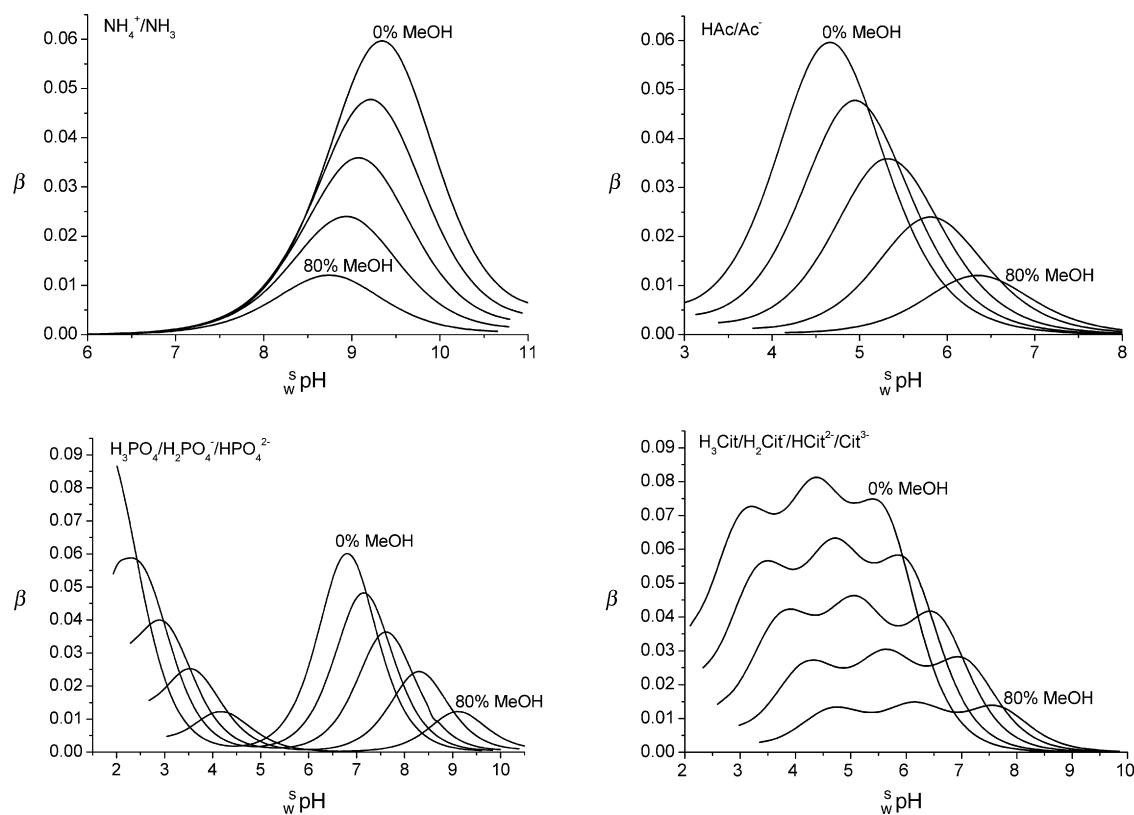 NH₄⁺/NH₃
0% MeOH
80% MeOH
β
0.06
0.05
0.04
0.03
0.02
0.01
0.00
6 7 8 9 10 11
ˢwpH
HAc/Ac⁻
0% MeOH
80% MeOH
β
0.06
0.05
0.04
0.03
0.02
0.01
0.00
3 4 5 6 7 8
ˢwpH
H₃PO₄/H₂PO₄⁻/HPO₄²⁻
0% MeOH
80% MeOH
β
0.09
0.08
0.07
0.06
0.05
0.04
0.03
0.02
0.01
0.00
2 3 4 5 6 7 8 9 10
ˢwpH
H₃Cit/H₂Cit⁻/HCit²⁻/Cit³⁻
0% MeOH
80% MeOH
β
0.09
0.08
0.07
0.06
0.05
0.04
0.03
0.02
0.01
0.00
2 3 4 5 6 7 8 9 10
ˢwpH